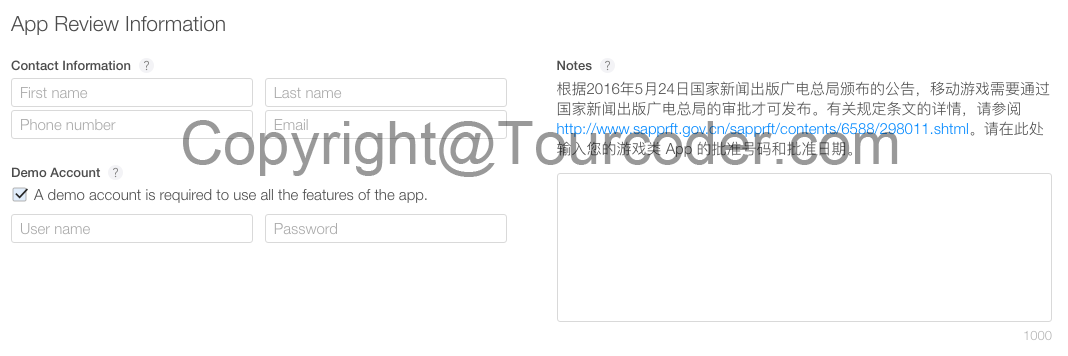 App Review Information
Contact Information ?
First name
Last name
Phone number
Email
Demo Account ?
A demo account is required to use all the features of the app.
User name
Password
Notes ?
根据2016年5月24日国家新闻出版广电总局颁布的公告，移动游戏需要通过
国家新闻出版广电总局的审批才可发布。有关规定条文的详情，请参阅
http://www.sapprft.gov.cn/sapprft/contents/6588/298011.shtml。请在此处
输入您的游戏类 App 的批准号码和批准日期。
1000
Copyright@Tourcoder.com